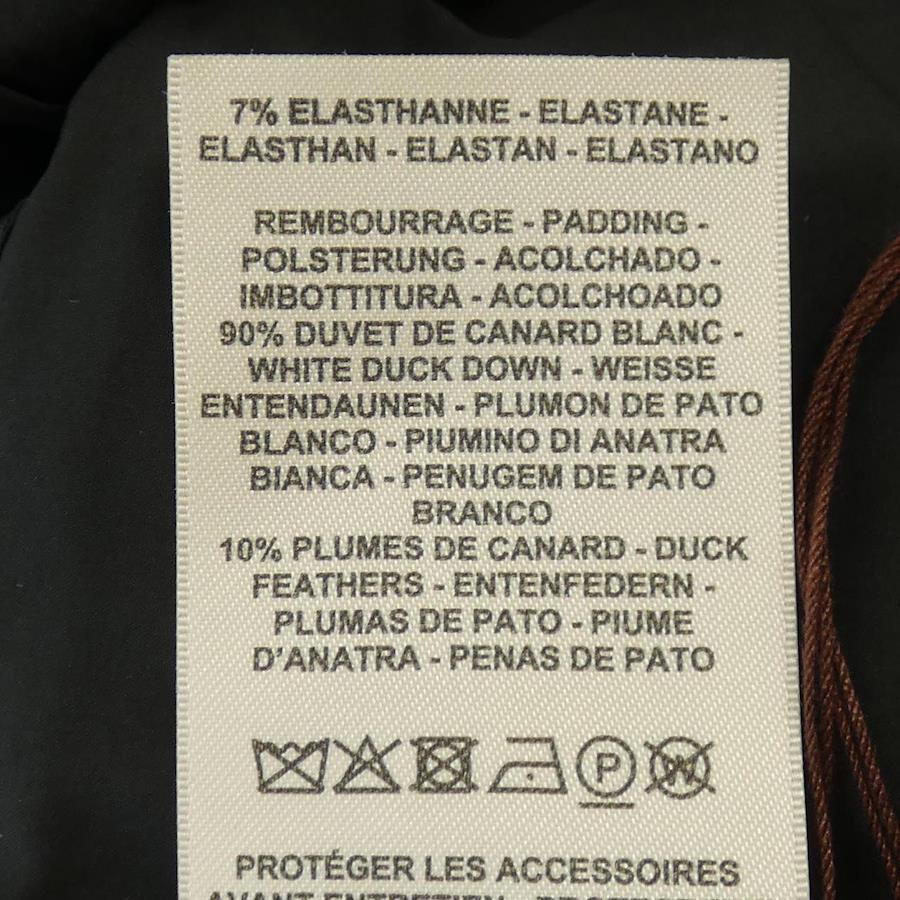 7% ELASTHANNE - ELASTANE -
ELASTHAN - ELASTAN - ELASTANO
REMBOURRAGE - PADDING -
POLSTERUNG - ACOLCHADO -
IMBOTTITURA - ACOLCHOADO
90% DUVET DE CANARD BLANC -
WHITE DUCK DOWN - WEISSE
ENTENDAUNEN - PLUMON DE PATO
BLANCO - PIUMINO DI ANATRA
BIANCA - PENUGEM DE PATO
BRANCO
10% PLUMES DE CANARD - DUCK
FEATHERS - ENTENFEDERN -
PLUMAS DE PATO - PIUME
D'ANATRA - PENAS DE PATO
P W
PROTÉGER LES ACCESSOIRES
AVANT ENTRETIEN -